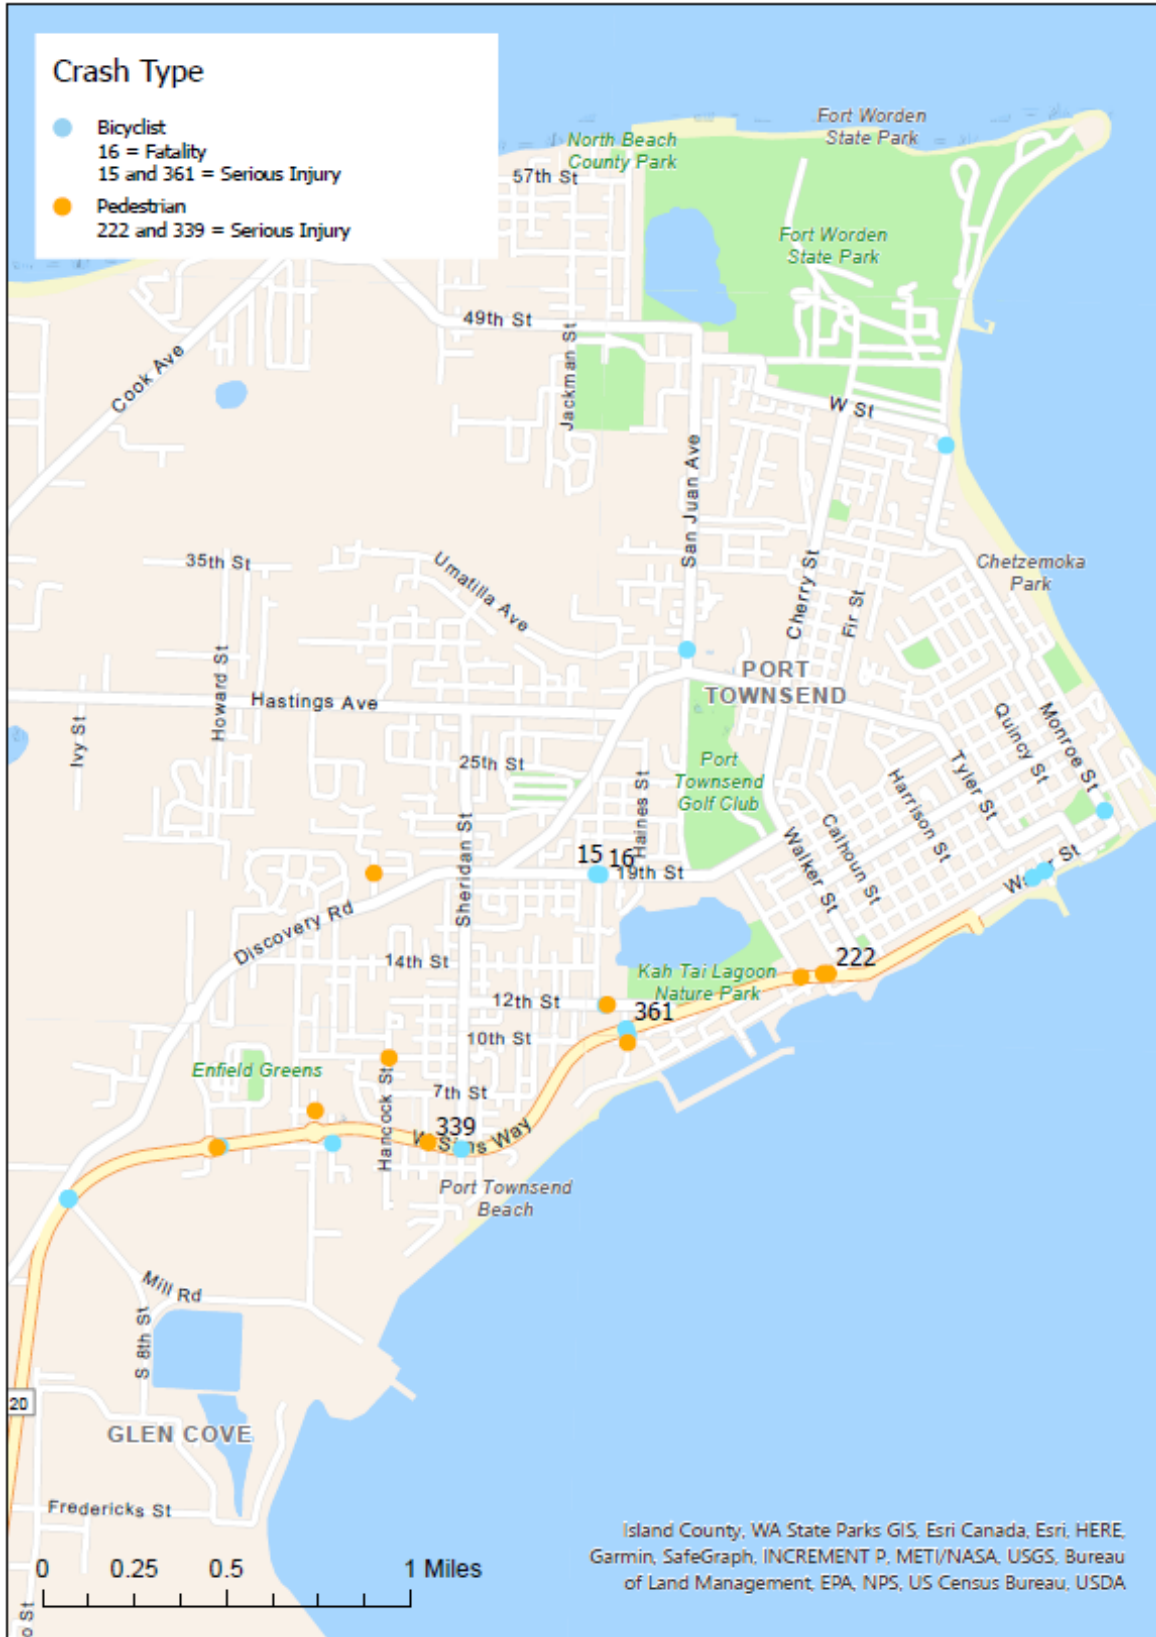 Crash Type
Bicyclist
16 = Fatality
15 and 361 = Serious Injury
Pedestrian
222 and 339 = Serious Injury
Fort Worden
State Park
North Beach
County Park
57th St
Fort Worden
State Park
49th St
Jackman St
Cook Ave
W St
San Juan Ave
35th St
Umatilla Ave
Cherry St
Fir St
Chetzemoka
Park
Howard St
Hastings Ave
PORT
TOWNSEND
Ivy St
Quincy St
Monroe St
25th St
Port
Townsend
Golf Club
Tyler St
Harrison St
Haines St
Calhoun St
Walker St
Sheridan St
15
16
19th St
St
Discovery Rd
14th St
222
Kah Tai Lagoon
Nature Park
12th St
361
10th St
Enfield Greens
7th St
Hancock St
339
W Sims Way
Port Townsend
Beach
Mill Rd
S 8th St
20
GLEN COVE
Fredericks St
0 0.25 0.5 1 Miles
Island County, WA State Parks GIS, Esri Canada, Esri, HERE,
Garmin, SafeGraph, INCREMENT P, METI/NASA, USGS, Bureau
of Land Management, EPA, NPS, US Census Bureau, USDA
o St